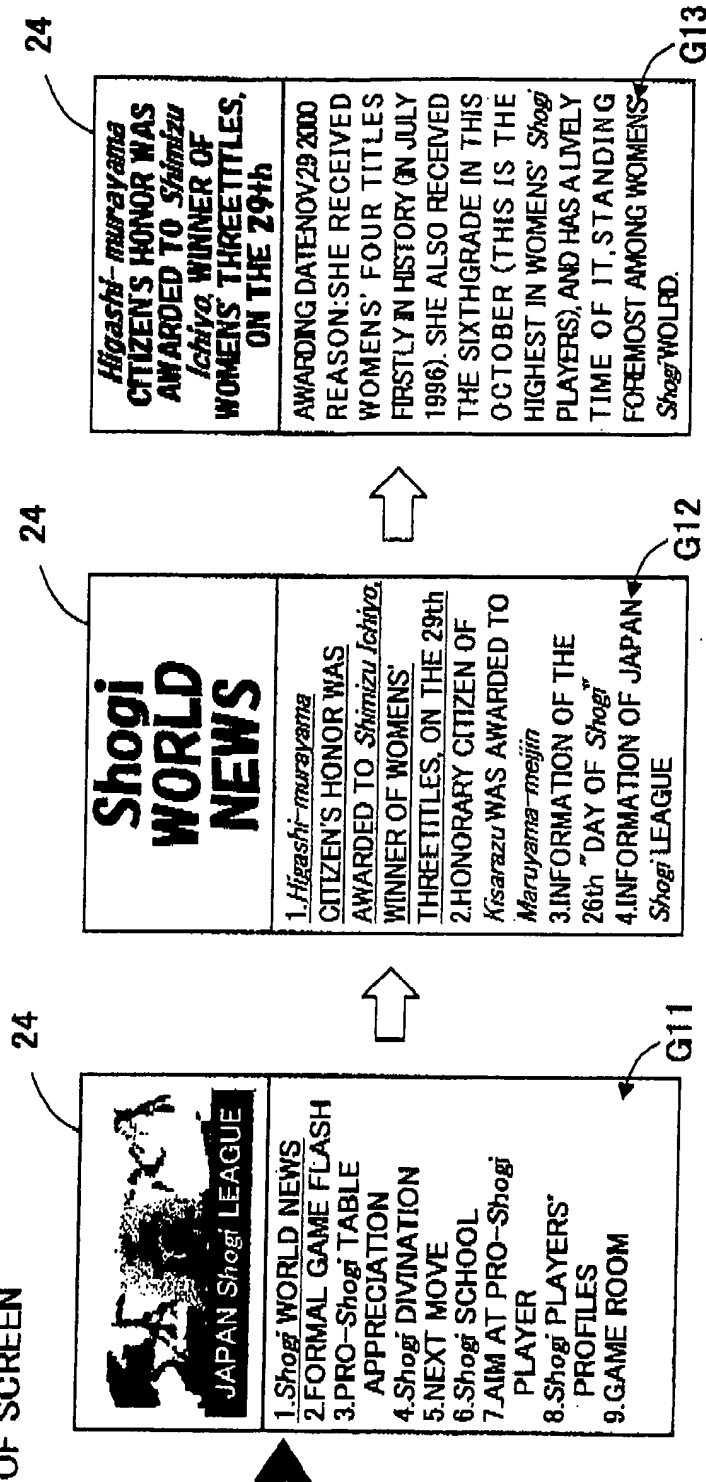 OF SCREEN
24
JAPAN Shogi LEAGUE
1.Shogi WORLD NEWS
2.FORMAL GAME FLASH
3.PRO-Shogi TABLE
APPRECIATION
4.Shogi DIVINATION
5.NEXT MOVE
6.Shogi SCHOOL
7.AIM AT PRO-Shogi
PLAYER
8.Shogi PLAYERS'
PROFILES
9.GAME ROOM
G11
24
Shogi
WORLD
NEWS
1.Higashi-murayama
CITIZEN'S HONOR WAS
AWARDED TO Shimizu Ichiyo,
WINNER OF WOMENS'
THREETITLES, ON THE 29th
2.HONORARY CITIZEN OF
Kisarazu WAS AWARDED TO
Maruyama-meijin
3.INFORMATION OF THE
26th "DAY OF Shogi"
4.INFORMATION OF JAPAN
Shogi LEAGUE
G12
24
Higashi-murayama
CITIZEN'S HONOR WAS
AWARDED TO Shimizu
Ichiyo, WINNER OF
WOMENS' THREETITLES,
ON THE 29th
AWARDING DATE:NOV,29 2000
REASON:SHE RECEIVED
WOMENS' FOUR TITLES
FIRSTLY IN HISTORY (IN JULY
1996). SHE ALSO RECEIVED
THE SIXTHGRADE IN THIS
OCTOBER (THIS IS THE
HIGHEST IN WOMENS' Shogi
PLAYERS), AND HAS A LIVELY
TIME OF IT, STANDING
FOREMOST AMONG WOMENS'
Shogi WOLRD.
G13